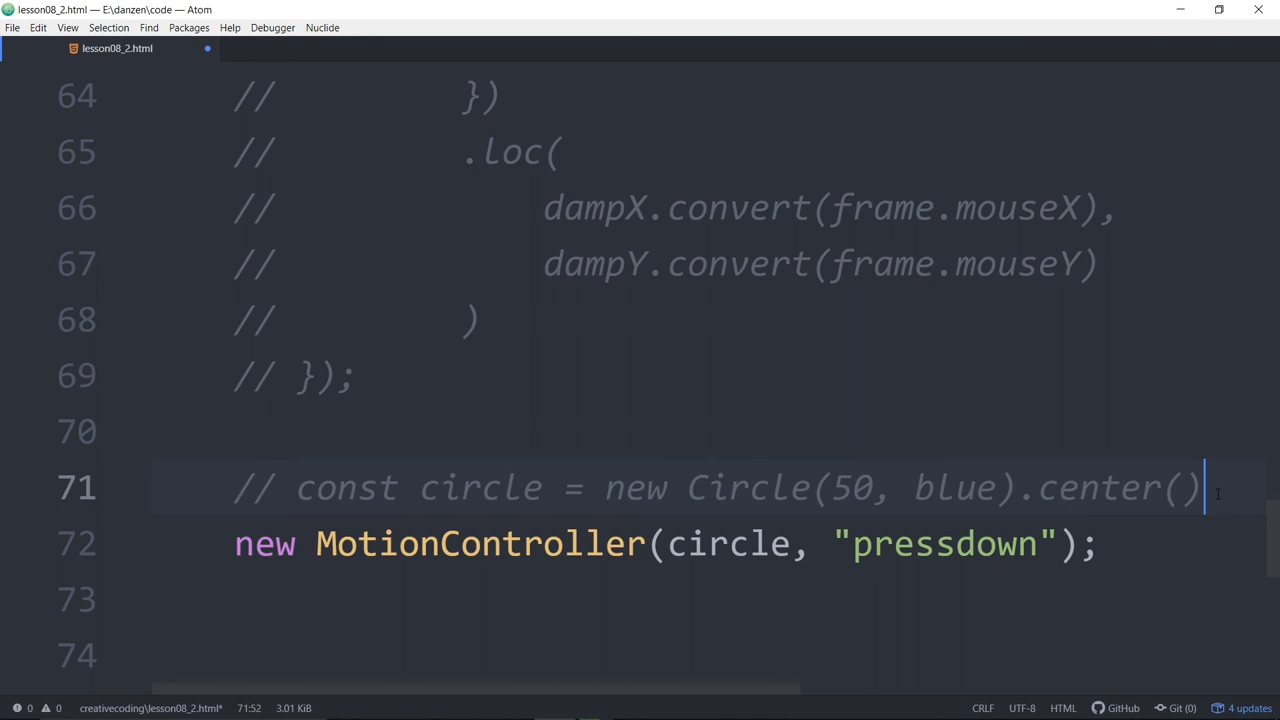 lesson08_2.html — E:\danzen\code — Atom
File Edit View Selection Find Packages Help Debugger Nuclide
lesson08_2.html
64 // })
65 // .loc(
66 // dampX.convert(frame.mouseX),
67 // dampY.convert(frame.mouseY)
68 // )
69 // });
70
71 // const circle = new Circle(50, blue).center()
72 new MotionController(circle, "pressdown");
73
74
0 0 creativecoding\lesson08_2.html* 71:52 3.01 KiB CRLF UTF-8 HTML GitHub Git (0) 4 updates